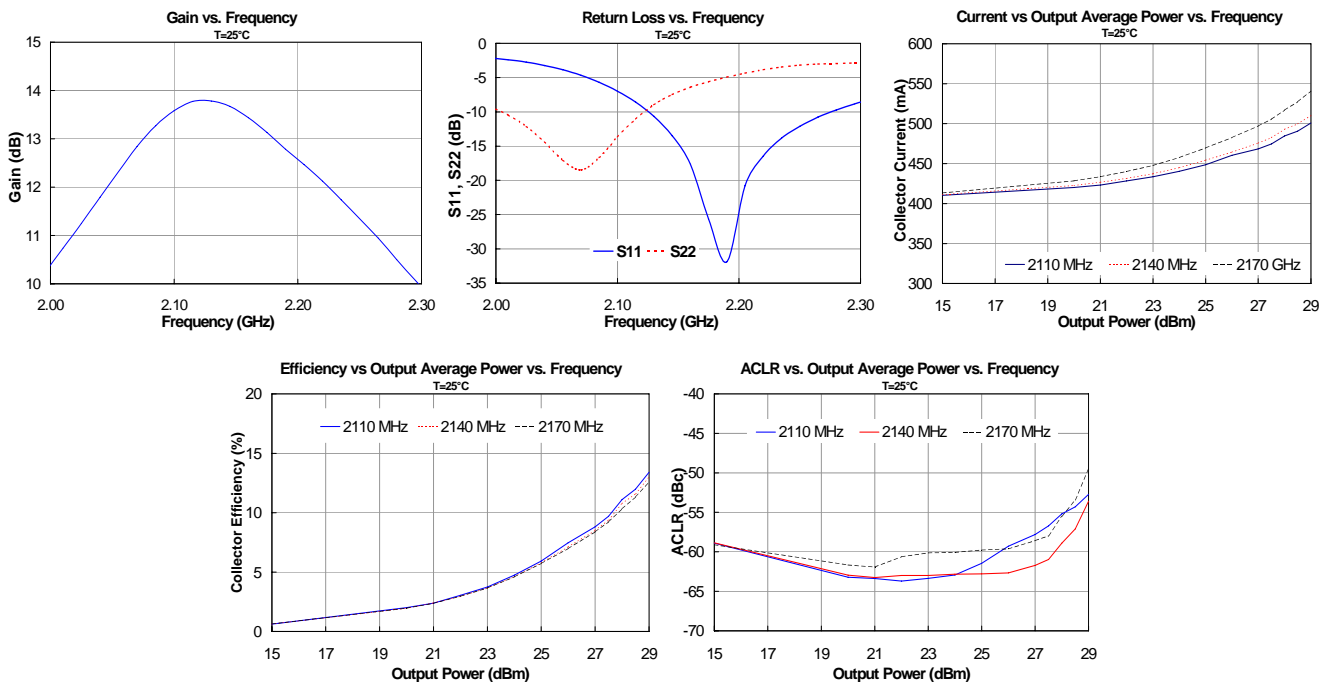 Gain vs. Frequency
T=25°C
15
14
13
12
11
10
Gain (dB)
2.00
2.10
2.20
2.30
Frequency (GHz)
Return Loss vs. Frequency
T=25°C
0
-5
-10
-15
-20
-25
-30
-35
S11, S22 (dB)
S11
S22
2.00
2.10
2.20
2.30
Frequency (GHz)
Current vs Output Average Power vs. Frequency
T=25°C
600
550
500
450
400
350
300
Collector Current (mA)
2110 MHz
2140 MHz
2170 GHz
15
17
19
21
23
25
27
29
Output Power (dBm)
Efficiency vs Output Average Power vs. Frequency
T=25°C
20
15
10
5
0
Collector Efficiency (%)
2110 MHz
2140 MHz
2170 MHz
15
17
19
21
23
25
27
29
Output Power (dBm)
ACLR vs. Output Average Power vs. Frequency
T=25°C
-40
-45
-50
-55
-60
-65
-70
ACLR (dBc)
2110 MHz
2140 MHz
2170 MHz
15
17
19
21
23
25
27
29
Output Power (dBm)